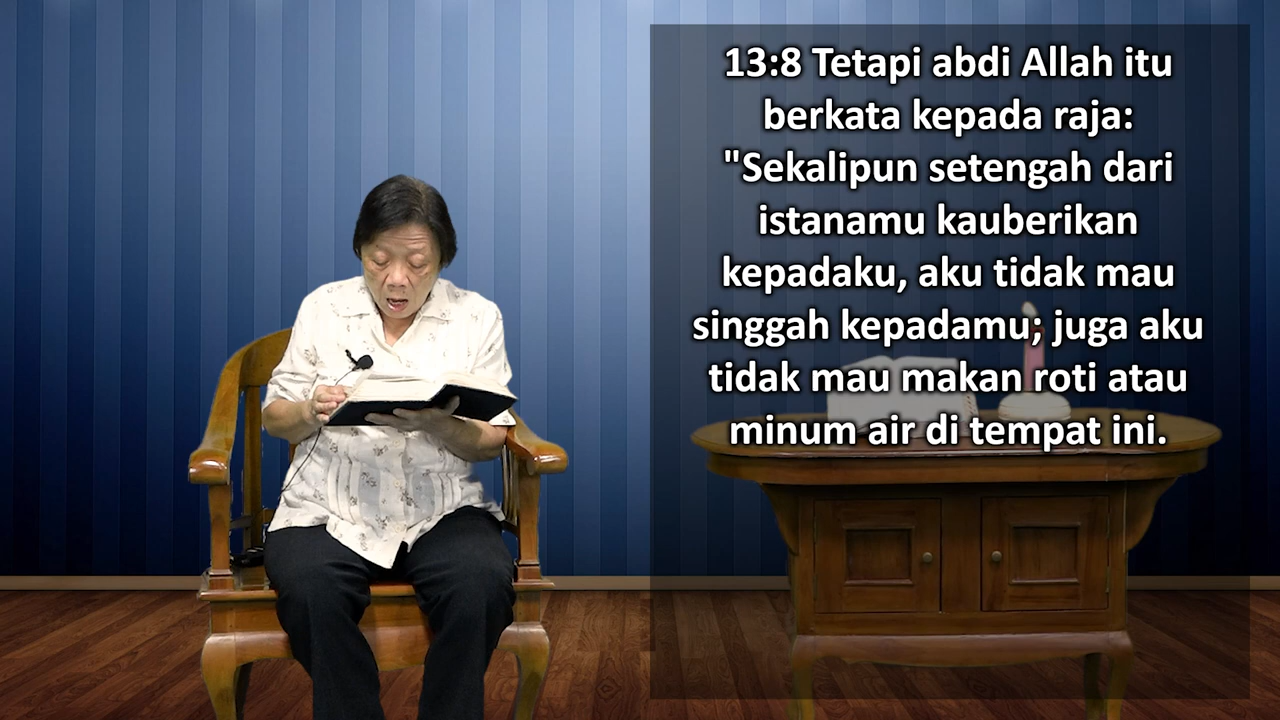 13:8 Tetapi abdi Allah itu
berkata kepada raja:
"Sekalipun setengah dari
istanamu kauberikan
kepadaku, aku tidak mau
singgah kepadamu; juga aku
tidak mau makan roti atau
minum air di tempat ini.